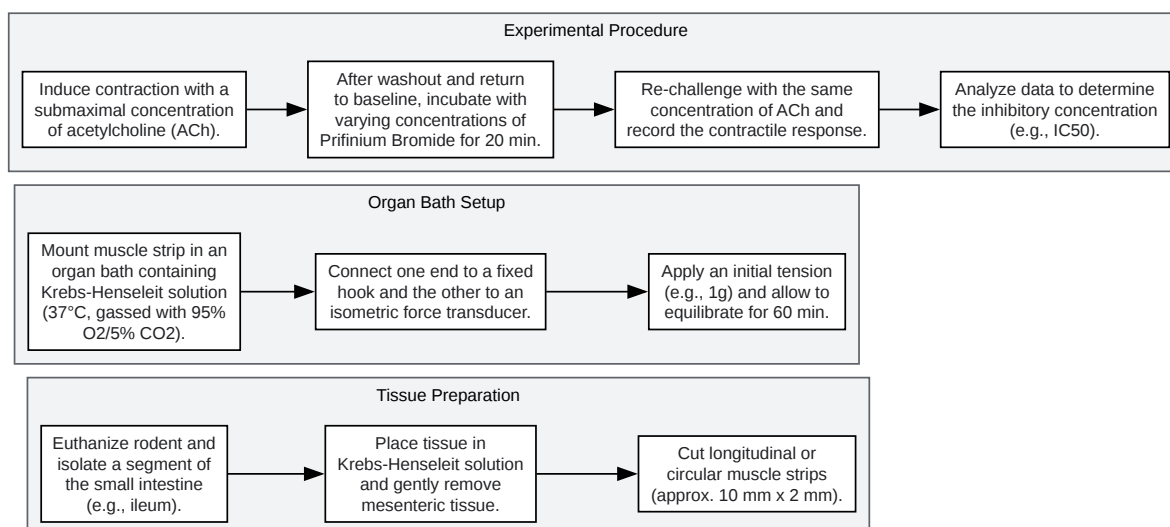 Experimental Procedure
Induce contraction with a
submaximal concentration
of acetylcholine (ACh).
After washout and return
to baseline, incubate with
varying concentrations of
Prifinium Bromide for 20 min.
Re-challenge with the same
concentration of ACh and
record the contractile response.
Analyze data to determine
the inhibitory concentration
(e.g., IC50).
Organ Bath Setup
Mount muscle strip in an
organ bath containing
Krebs-Henseleit solution
(37°C, gassed with 95%
O2/5% CO2).
Connect one end to a fixed
hook and the other to an
isometric force transducer.
Apply an initial tension
(e.g., 1g) and allow to
equilibrate for 60 min.
Tissue Preparation
Euthanize rodent and
isolate a segment of
the small intestine
(e.g., ileum).
Place tissue in
Krebs-Henseleit solution
and gently remove
mesenteric tissue.
Cut longitudinal or
circular muscle strips
(approx. 10 mm x 2 mm).